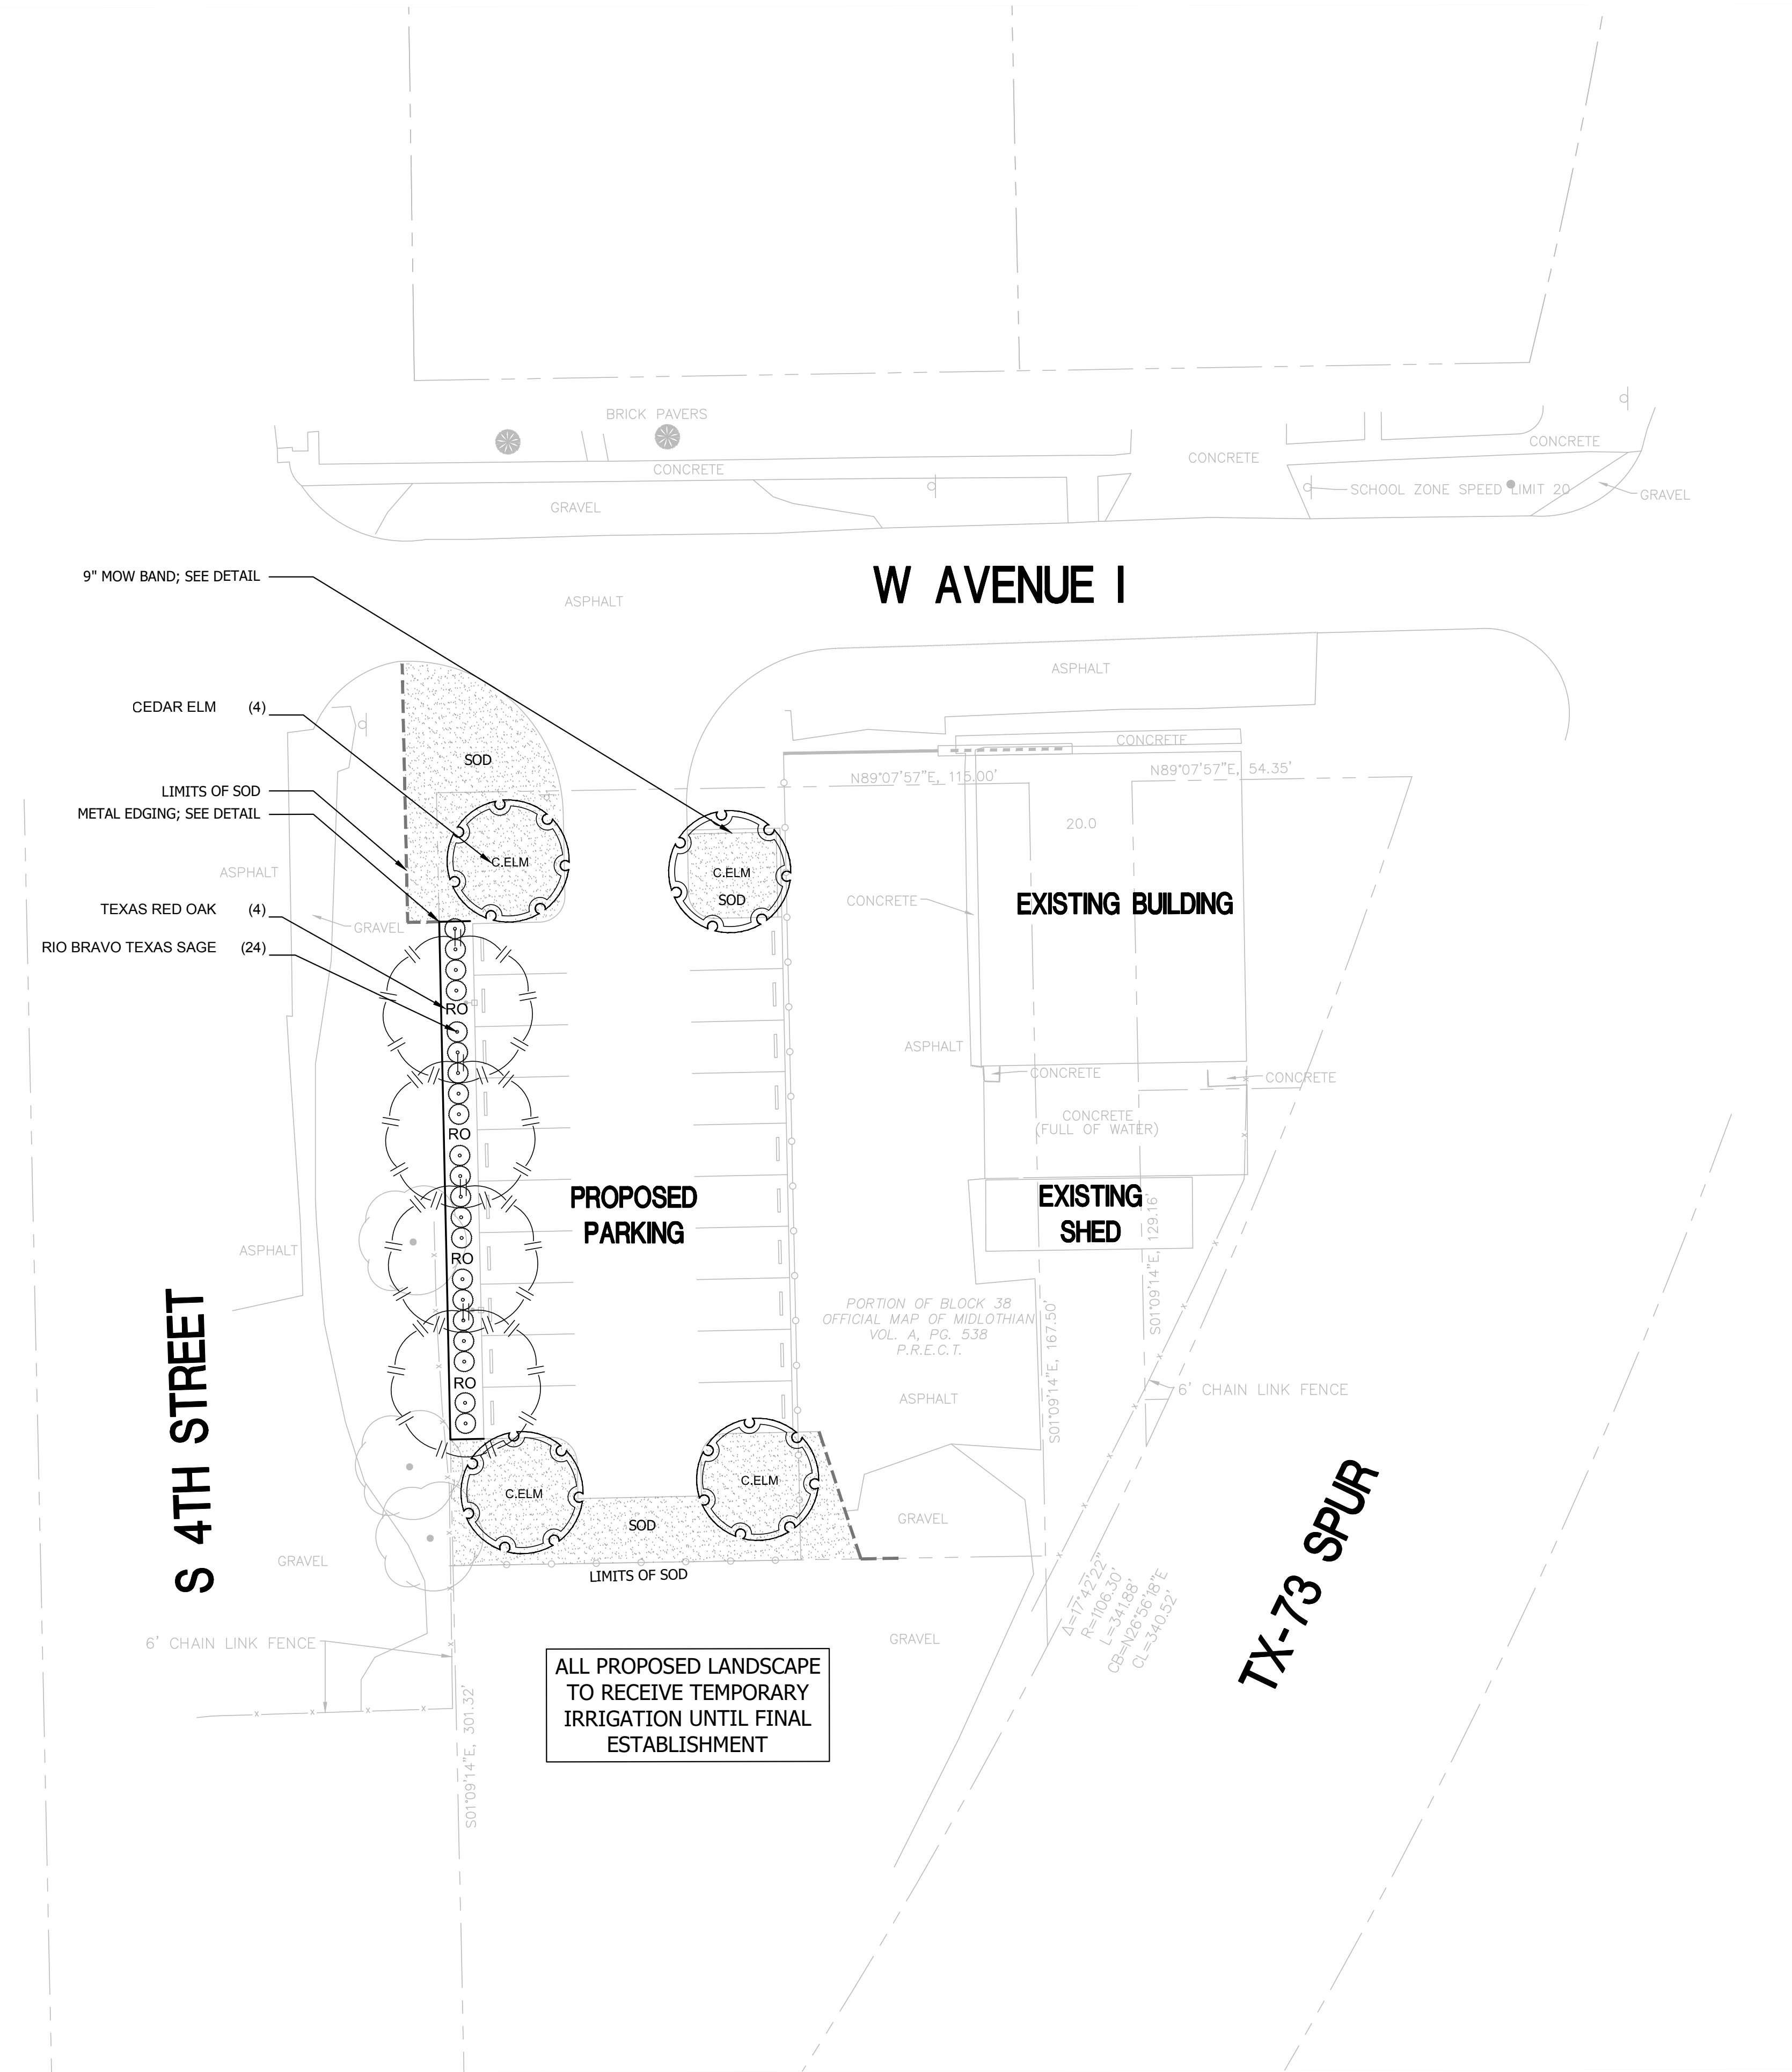 BRICK PAVERS
CONCRETE
CONCRETE
CONCRETE
GRAVEL
SCHOOL ZONE SPEED LIMIT 20
GRAVEL
9" MOW BAND; SEE DETAIL
W AVENUE I
ASPHALT
ASPHALT
CEDAR ELM (4)
CONCRETE
SOD
N89°07'57"E, 115.00'
N89°07'57"E, 54.35'
LIMITS OF SOD
METAL EDGING; SEE DETAIL
20.0
C.ELM
C.ELM
SOD
ASPHALT
CONCRETE
EXISTING BUILDING
TEXAS RED OAK (4)
GRAVEL
RIO BRAVO TEXAS SAGE (24)
RO
ASPHALT
CONCRETE
CONCRETE
CONCRETE
(FULL OF WATER)
RO
PROPOSED
PARKING
EXISTING
SHED
ASPHALT
RO
S01°09'14"E, 129.16'
PORTION OF BLOCK 38
OFFICIAL MAP OF MIDLOTHIAN
VOL. A, PG. 538
P.R.E.C.T.
S01°09'14"E, 167.50'
RO
6' CHAIN LINK FENCE
ASPHALT
S 4TH STREET
C.ELM
C.ELM
SOD
GRAVEL
GRAVEL
LIMITS OF SOD
Δ=17°42'22"
R=1106.30'
L=341.88'
CB=N26°56'18"E
CL=340.52'
TX-73 SPUR
6' CHAIN LINK FENCE
GRAVEL
ALL PROPOSED LANDSCAPE
TO RECEIVE TEMPORARY
IRRIGATION UNTIL FINAL
ESTABLISHMENT
S01°09'14"E, 301.32'